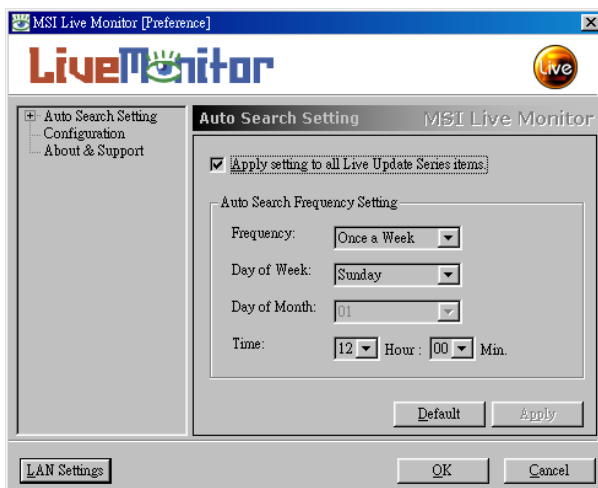 MSI Live Monitor [Preference]
LiveMonitor
Live
Auto Search Setting
Configuration
About & Support
Auto Search Setting MSI Live Monitor
Apply setting to all Live Update Series items.
Auto Search Frequency Setting
Frequency: Once a Week
Day of Week: Sunday
Day of Month: 01
Time: 12 Hour : 00 Min.
Default Apply
LAN Settings OK Cancel